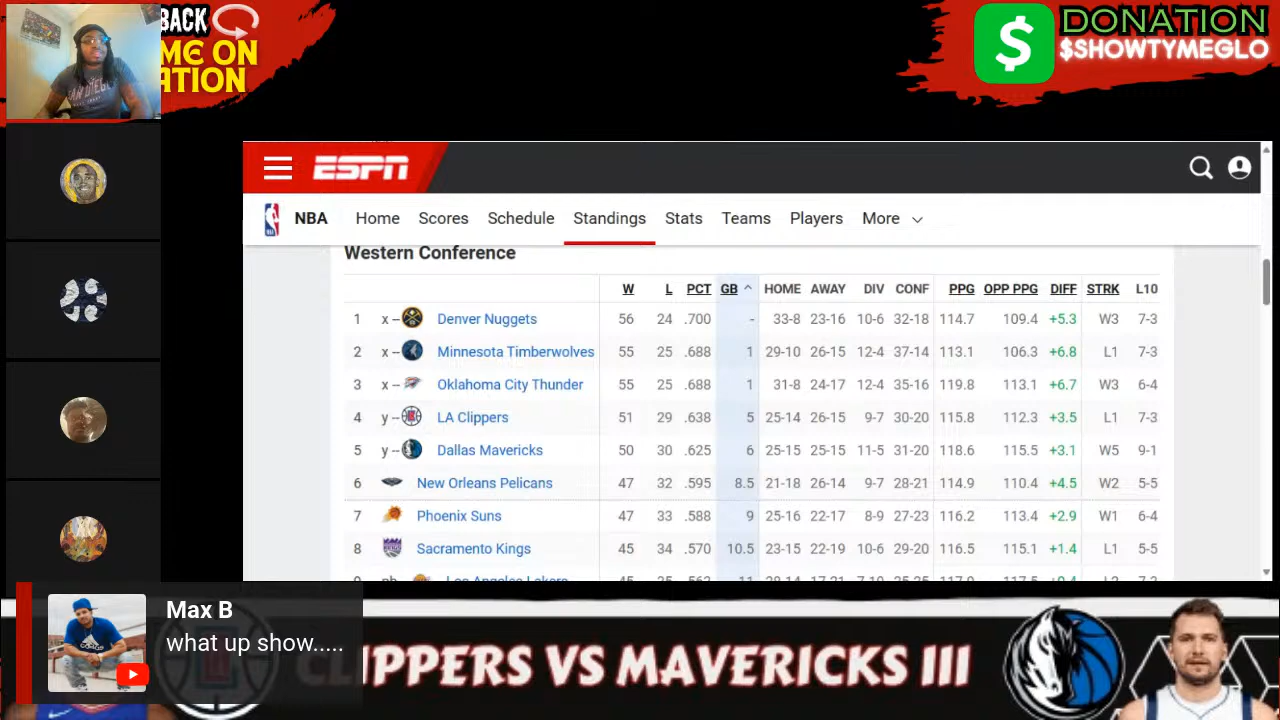 BACK
ME ON
ATION
DONATION
$SHOWTYMEGLO
SAN DIEGO
ESPN
NBA Home Scores Schedule Standings Stats Teams Players More
Western Conference
W L PCT GB HOME AWAY DIV CONF PPG OPP PPG DIFF STRK L10
1 x -- Denver Nuggets 56 24 .700 - 33-8 23-16 10-6 32-18 114.7 109.4 +5.3 W3 7-3
2 x -- Minnesota Timberwolves 55 25 .688 1 29-10 26-15 12-4 37-14 113.1 106.3 +6.8 L1 7-3
3 x -- Oklahoma City Thunder 55 25 .688 1 31-8 24-17 12-4 35-16 119.8 113.1 +6.7 W3 6-4
4 y -- LA Clippers 51 29 .638 5 25-14 26-15 9-7 30-20 115.8 112.3 +3.5 L1 7-3
5 y -- Dallas Mavericks 50 30 .625 6 25-15 25-15 11-5 31-20 118.6 115.5 +3.1 W5 9-1
6 New Orleans Pelicans 47 32 .595 8.5 21-18 26-14 9-7 28-21 114.9 110.4 +4.5 W2 5-5
7 Phoenix Suns 47 33 .588 9 25-16 22-17 8-9 27-23 116.2 113.4 +2.9 W1 6-4
8 Sacramento Kings 45 34 .570 10.5 23-15 22-19 10-6 29-20 116.5 115.1 +1.4 L1 5-5
Los Angeles Lakers
Max B
what up show.....
CLIPPERS VS MAVERICKS III